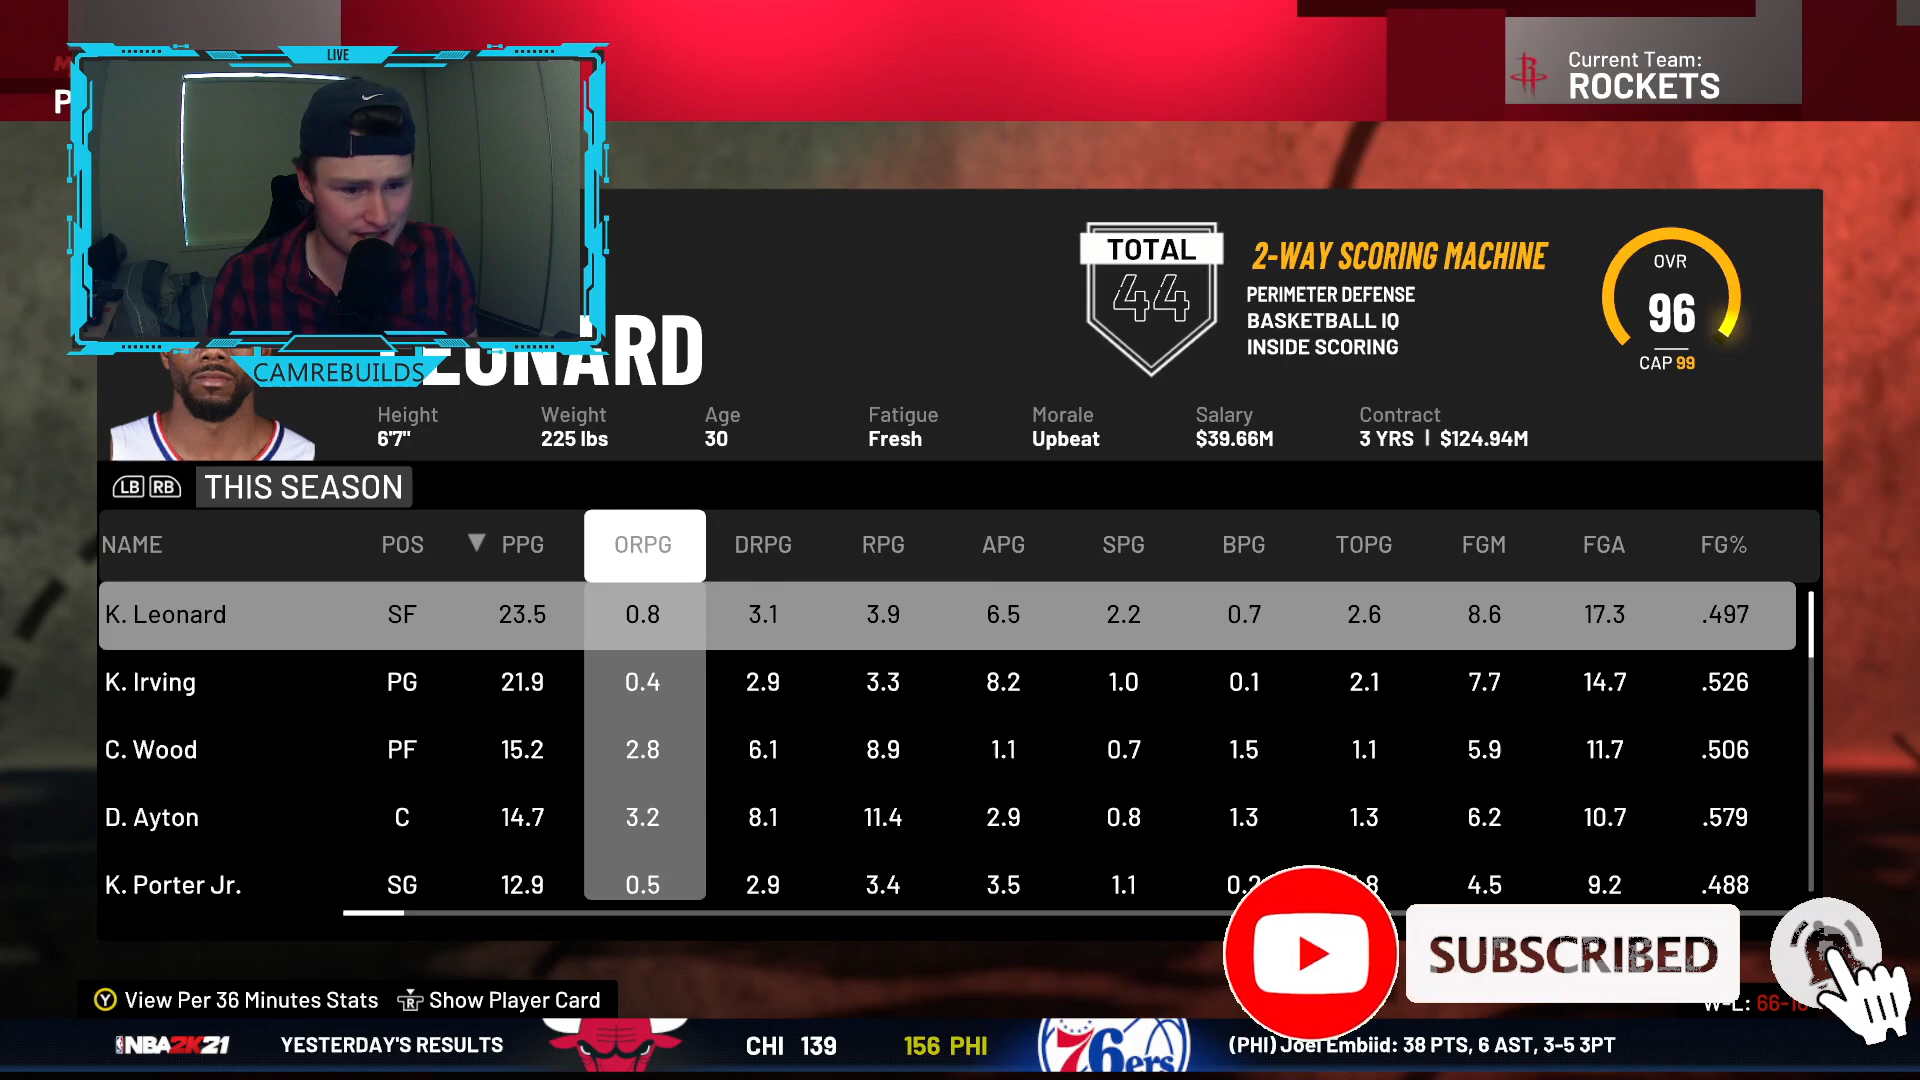 LIVE
P
Current Team:
ROCKETS
CAMREBUILDS
LEONARD
TOTAL
44
2-WAY SCORING MACHINE
PERIMETER DEFENSE
BASKETBALL IQ
INSIDE SCORING
OVR
96
CAP 99
Height
6'7"
Weight
225 lbs
Age
30
Fatigue
Fresh
Morale
Upbeat
Salary
$39.66M
Contract
3 YRS | $124.94M
LB RB THIS SEASON
NAME POS PPG ORPG DRPG RPG APG SPG BPG TOPG FGM FGA FG%
K. Leonard SF 23.5 0.8 3.1 3.9 6.5 2.2 0.7 2.6 8.6 17.3 .497
K. Irving PG 21.9 0.4 2.9 3.3 8.2 1.0 0.1 2.1 7.7 14.7 .526
C. Wood PF 15.2 2.8 6.1 8.9 1.1 0.7 1.5 1.1 5.9 11.7 .506
D. Ayton C 14.7 3.2 8.1 11.4 2.9 0.8 1.3 1.3 6.2 10.7 .579
K. Porter Jr. SG 12.9 0.5 2.9 3.4 3.5 1.1 4.5 9.2 .488
SUBSCRIBED
Y View Per 36 Minutes Stats R Show Player Card
W-L:
NBA2K21 YESTERDAY'S RESULTS CHI 139 156 PHI 76ers (PHI) Joel Embiid: 38 PTS, 6 AST, 3-5 3PT